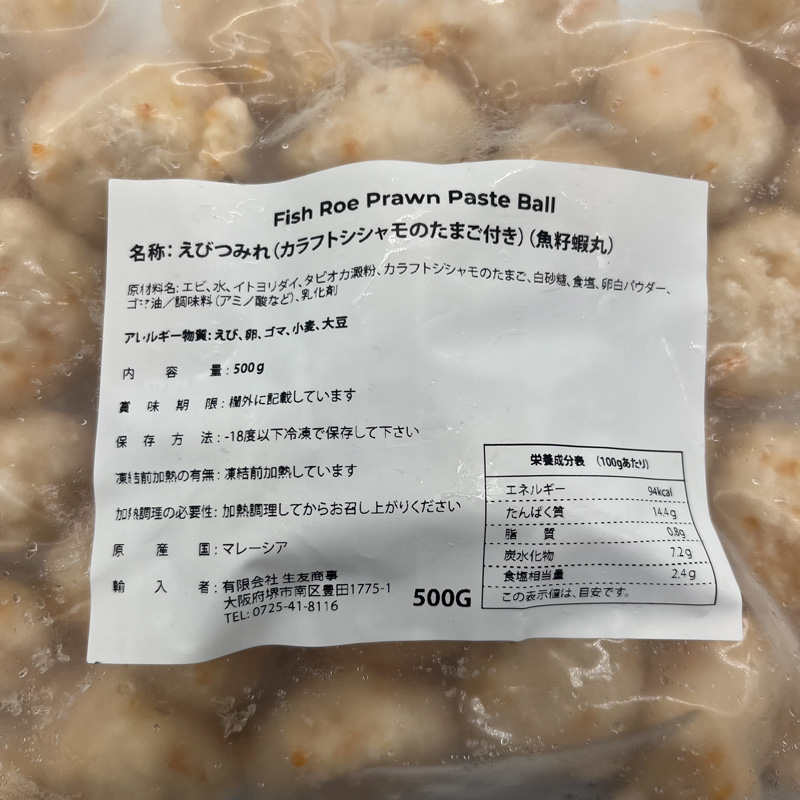 Fish Roe Prawn Paste Ball
名称：えびつみれ（カラフトシシャモのたまご付き）（魚籽蝦丸）
原材料名：エビ、水、イトヨリダイ、タピオカ澱粉、カラフトシシャモのたまご、白砂糖、食塩、卵白パウダー、
ゴマ油／調味料（アミノ酸など）、乳化剤
アレルギー物質：えび、卵、ゴマ、小麦、大豆
内容量：500g
賞味期限：欄外に記載しています
保存方法：-18度以下冷凍で保存して下さい
凍結前加熱の有無：凍結前加熱しています
加熱調理の必要性：加熱調理してからお召し上がりください
原産国：マレーシア
輸入者：有限会社 生友商事
大阪府堺市南区豊田1775-1
TEL: 0725-41-8116
500G
栄養成分表 （100gあたり）
エネルギー 94kcal
たんぱく質 14.4g
脂質 0.8g
炭水化物 7.2g
食塩相当量 2.4g
この表示値は、目安です。